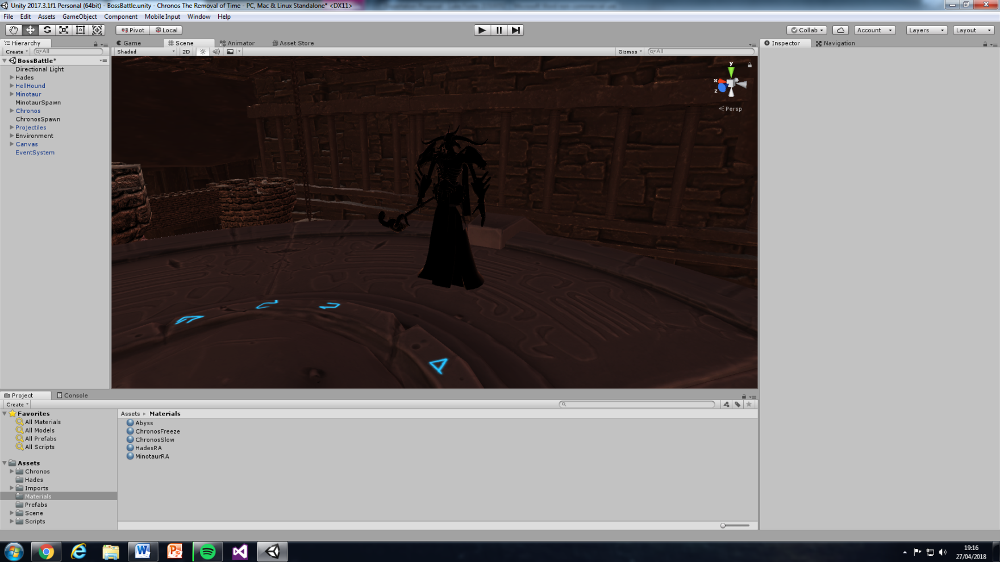 Unity 2017.3.1f1 Personal (64bit) - BossBattle.unity - Chronos The Removal of Time - PC, Mac & Linux Standalone* <DX11>
File Edit Assets GameObject Component Mobile Input Window Help
Pivot Local Collab Account Layers Layout
Hierarchy Game Scene Animator Asset Store Inspector Navigation
Create All Shaded 2D Gizmos All
BossBattle*
Directional Light
Hades
HellHound
Minotaur
MinotaurSpawn
Chronos
ChronosSpawn
Projectiles
Environment
Canvas
EventSystem
y
x
z
Persp
Project Console
Create
Favorites
All Materials
All Models
All Prefabs
All Scripts
Assets
Chronos
Hades
Imports
Materials
Prefabs
Scene
Scripts
Assets Materials
Abyss
ChronosFreeze
ChronosSlow
HadesRA
MinotaurRA
19:16
27/04/2018